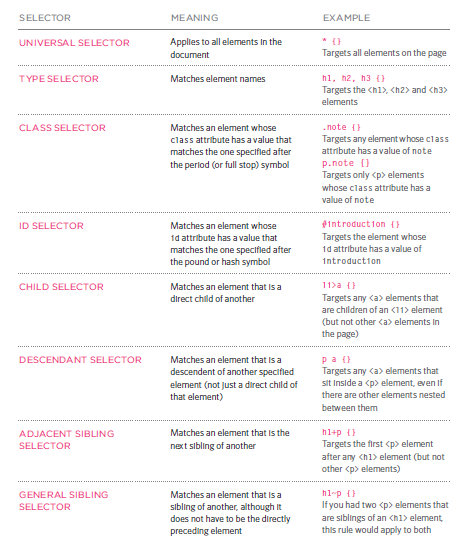 SELECTOR MEANING EXAMPLE
UNIVERSAL SELECTOR
Applies to all elements in the
document
* {}
Targets all elements on the page
TYPE SELECTOR
Matches element names
h1, h2, h3 {}
Targets the <h1>, <h2> and <h3>
elements
CLASS SELECTOR
Matches an element whose
class attribute has a value that
matches the one specified after
the period (or full stop) symbol
.note {}
Targets any element whose class
attribute has a value of note
p.note {}
Targets only <p> elements
whose class attribute has a
value of note
ID SELECTOR
Matches an element whose
id attribute has a value that
matches the one specified after
the pound or hash symbol
#introduction {}
Targets the element whose
id attribute has a value of
introduction
CHILD SELECTOR
Matches an element that is a
direct child of another
li>a {}
Targets any <a> elements that
are children of an <li> element
(but not other <a> elements in
the page)
DESCENDANT SELECTOR
Matches an element that is a
descendent of another specified
element (not just a direct child of
that element)
p a {}
Targets any <a> elements that
sit inside a <p> element, even if
there are other elements nested
between them
ADJACENT SIBLING
SELECTOR
Matches an element that is the
next sibling of another
h1+p {}
Targets the first <p> element
after any <h1> element (but not
other <p> elements)
GENERAL SIBLING
SELECTOR
Matches an element that is a
sibling of another, although it
does not have to be the directly
preceding element
h1~p {}
If you had two <p> elements that
are siblings of an <h1> element,
this rule would apply to both